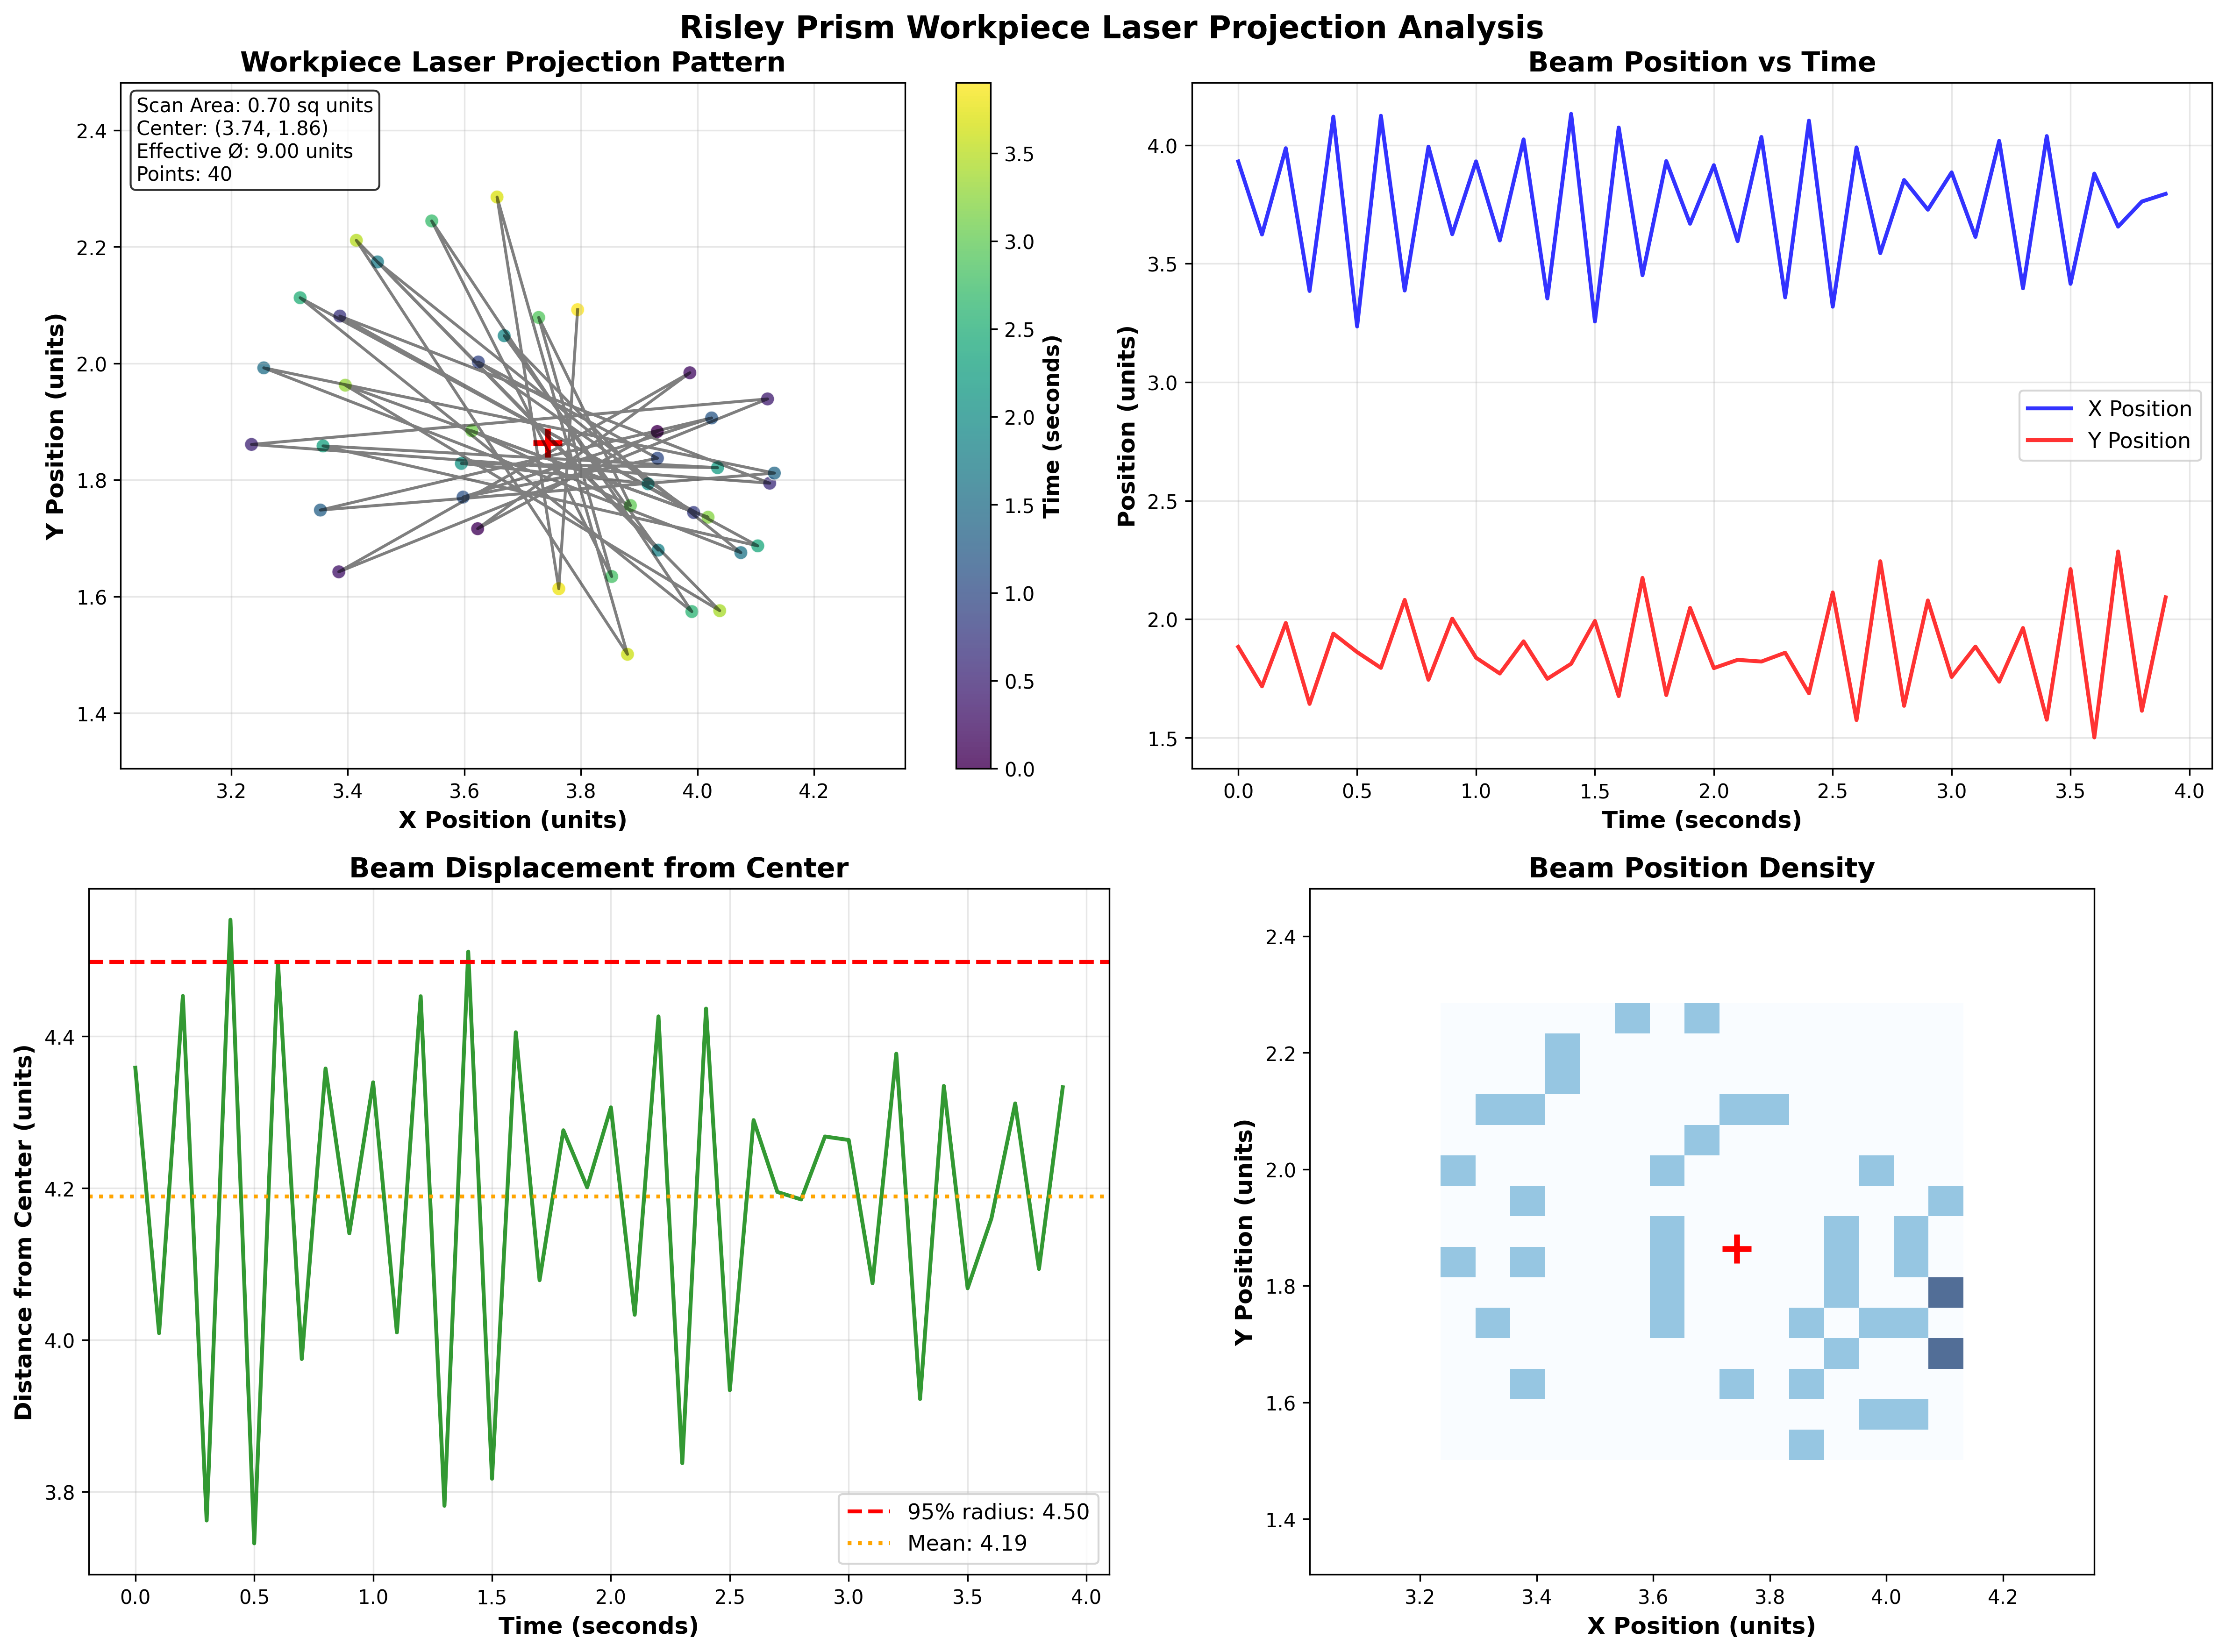 Risley Prism Workpiece Laser Projection Analysis
Workpiece Laser Projection Pattern
Scan Area: 0.70 sq units
Center: (3.74, 1.86)
Effective Ø: 9.00 units
Points: 40
2.4
2.2
2.0
1.8
1.6
1.4
Y Position (units)
3.2
3.4
3.6
3.8
4.0
4.2
X Position (units)
3.5
3.0
2.5
2.0
1.5
1.0
0.5
0.0
Time (seconds)
Beam Position vs Time
4.0
3.5
3.0
2.5
2.0
1.5
Position (units)
X Position
Y Position
0.0
0.5
1.0
1.5
2.0
2.5
3.0
3.5
4.0
Time (seconds)
Beam Displacement from Center
4.4
4.2
4.0
3.8
Distance from Center (units)
95% radius: 4.50
Mean: 4.19
0.0
0.5
1.0
1.5
2.0
2.5
3.0
3.5
4.0
Time (seconds)
Beam Position Density
2.4
2.2
2.0
1.8
1.6
1.4
Y Position (units)
3.2
3.4
3.6
3.8
4.0
4.2
X Position (units)